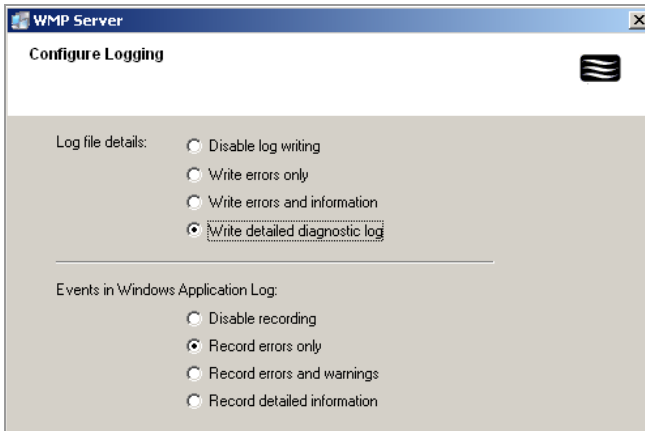 WMP Server
Configure Logging
Log file details:
Disable log writing
Write errors only
Write errors and information
Write detailed diagnostic log
Events in Windows Application Log:
Disable recording
Record errors only
Record errors and warnings
Record detailed information